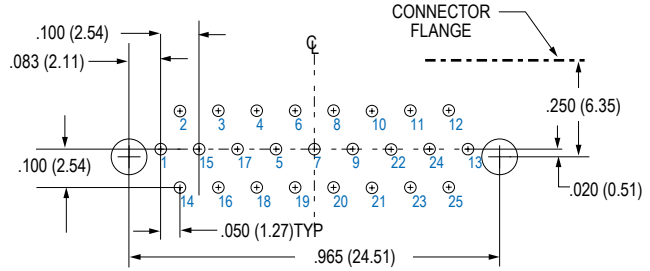 CONNECTOR
FLANGE
.100 (2.54)
.083 (2.11)
℄
.250 (6.35)
2 3 4 6 8 10 11 12
1 15 17 5 7 9 22 24 13
.100 (2.54)
.020 (0.51)
14 16 18 19 20 21 23 25
.050 (1.27)TYP
.965 (24.51)